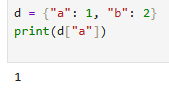 d = {"a": 1, "b": 2}
print(d["a"])
1